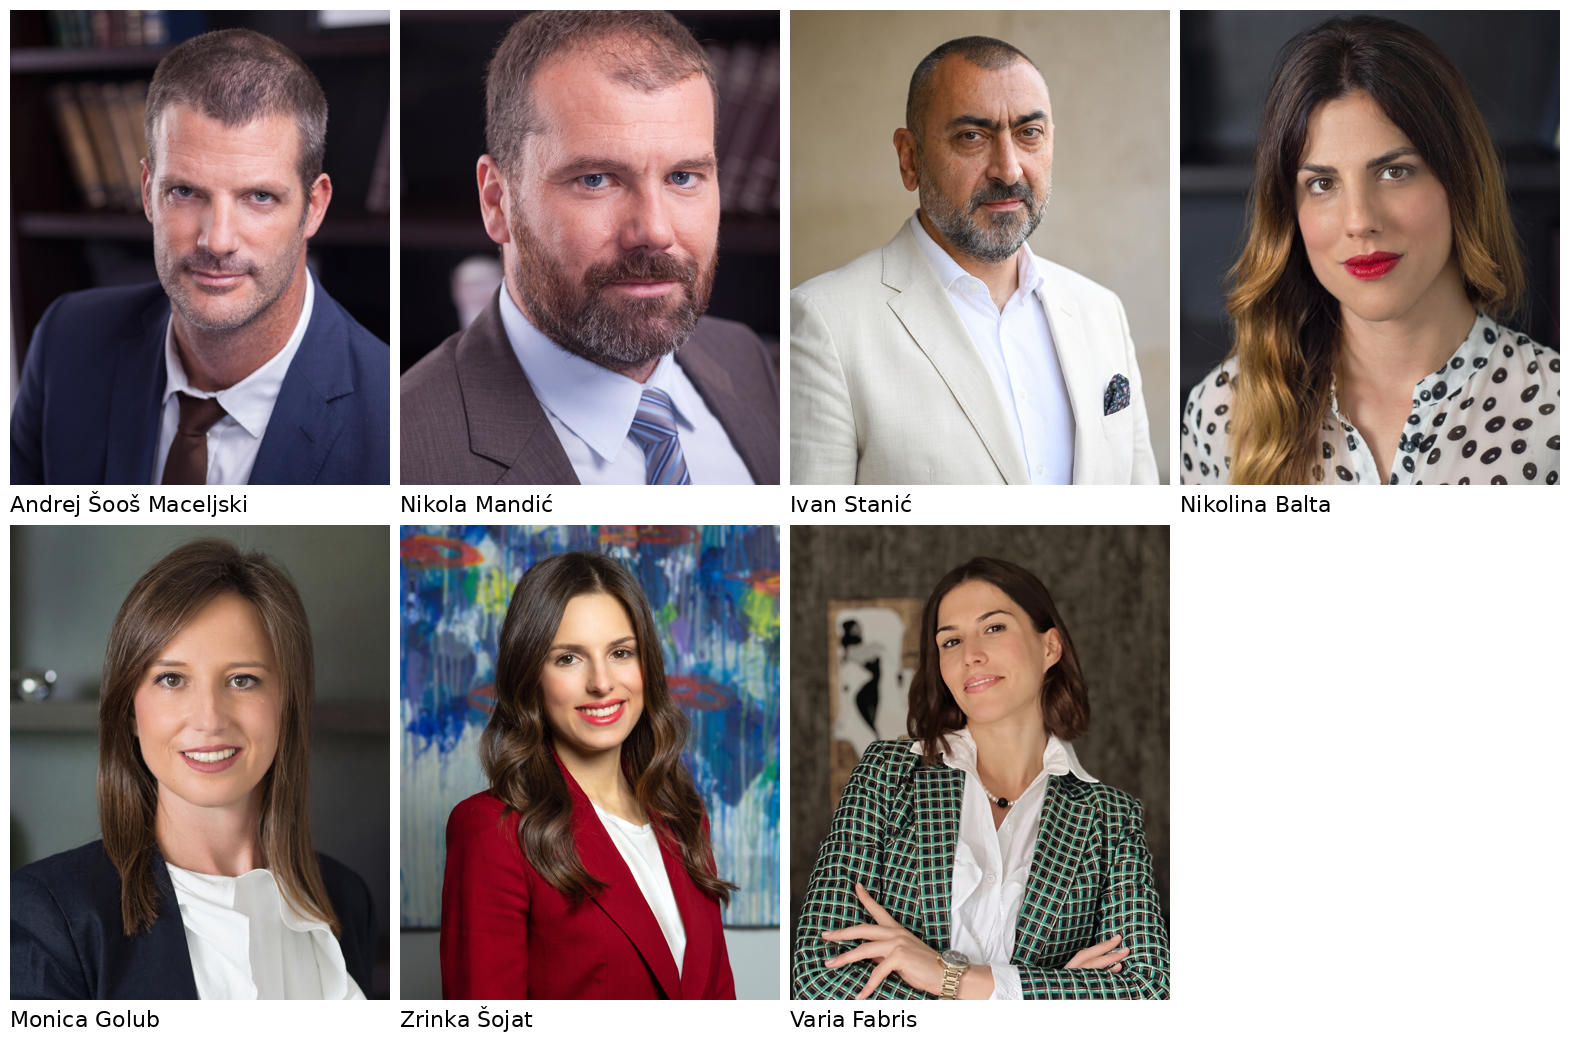 Andrej Šooš Maceljski
Nikola Mandić
Ivan Stanić
Nikolina Balta
Monica Golub
Zrinka Šojat
Varia Fabris